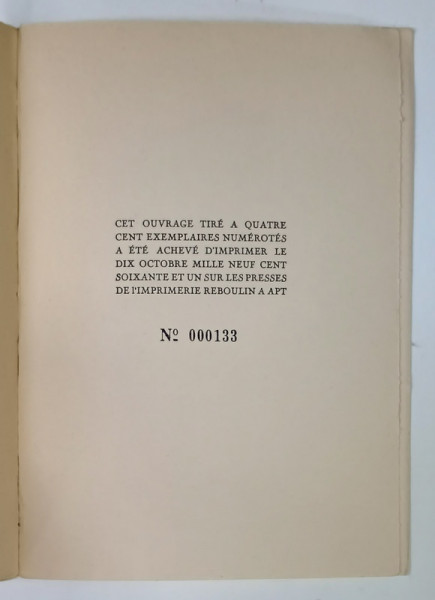 CET OUVRAGE TIRÉ A QUATRE
CENT EXEMPLAIRES NUMÉROTÉS
A ÉTÉ ACHEVÉ D'IMPRIMER LE
DIX OCTOBRE MILLE NEUF CENT
SOIXANTE ET UN SUR LES PRESSES
DE l'IMPRIMERIE REBOULIN A APT
Nº 000133